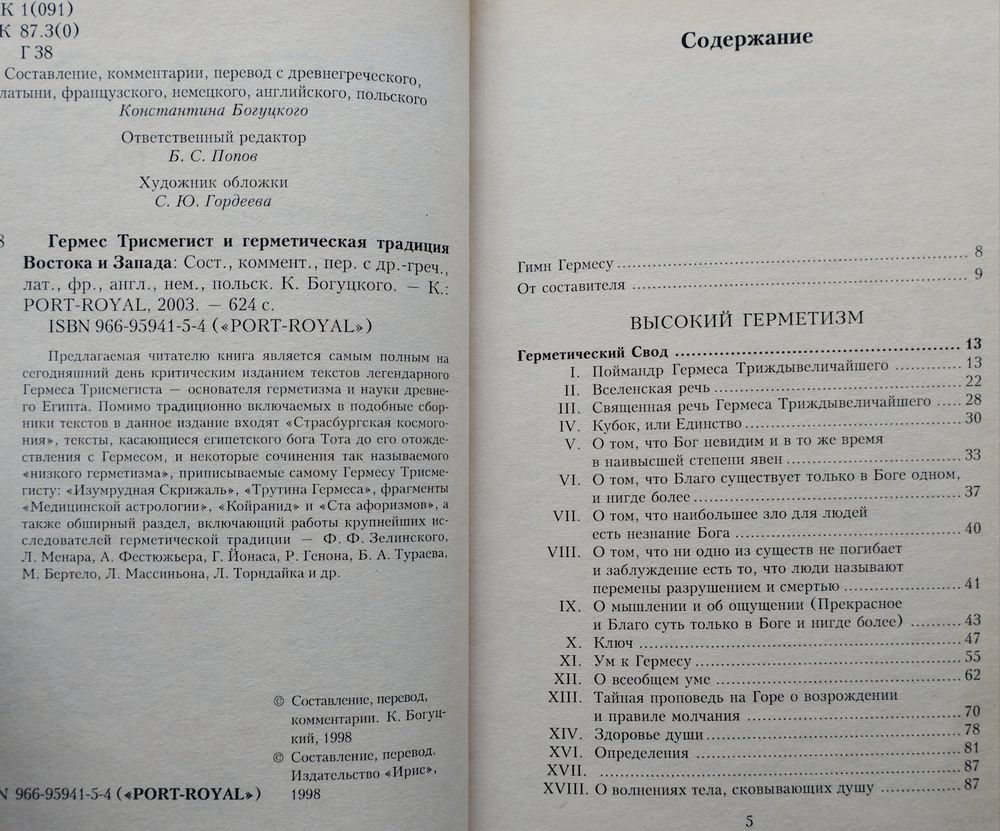 К 1(091)
К 87.3(0)
Г 38
Составление, комментарии, перевод с древнегреческого,
латыни, французского, немецкого, английского, польского
Константина Богуцкого
Ответственный редактор
Б. С. Попов
Художник обложки
С. Ю. Гордеева
8 Гермес Трисмегист и герметическая традиция
Востока и Запада: Сост., коммент., пер. с др.-греч.,
лат., фр., англ., нем., польск. К. Богуцкого. — К.:
PORT-ROYAL, 2003. — 624 с.
ISBN 966-95941-5-4 («PORT-ROYAL»)
Предлагаемая читателю книга является самым полным на
сегодняшний день критическим изданием текстов легендарного
Гермеса Трисмегиста — основателя герметизма и науки древне-
го Египта. Помимо традиционно включаемых в подобные сбор-
ники текстов в данное издание входят «Страсбургская космого-
ния», тексты, касающиеся египетского бога Тота до его отожде-
ствления с Гермесом, и некоторые сочинения так называемого
«низкого герметизма», приписываемые самому Гермесу Трисме-
гисту: «Изумрудная Скрижаль», «Трутина Гермеса», фрагменты
«Медицинской астрологии», «Койранид» и «Ста афоризмов», а
также обширный раздел, включающий работы крупнейших ис-
следователей герметической традиции — Ф. Ф. Зелинского,
Л. Менара, А. Фестюжьера, Г. Йонаса, Р. Генона, Б. А. Тураева,
М. Бертело, Л. Массиньона, Л. Торндайка и др.
© Составление, перевод,
комментарии. К. Богуц-
кий, 1998
© Составление, перевод.
Издательство «Ирис»,
N 966-95941-5-4 («PORT-ROYAL») 1998
Содержание
Гимн Гермесу ..... 8
От составителя ..... 9
ВЫСОКИЙ ГЕРМЕТИЗМ
Герметический Свод ..... 13
I. Поймандр Гермеса Триждывеличайшего ..... 13
II. Вселенская речь ..... 22
III. Священная речь Гермеса Триждывеличайшего ..... 28
IV. Кубок, или Единство ..... 30
V. О том, что Бог невидим и в то же время
в наивысшей степени явен ..... 33
VI. О том, что Благо существует только в Боге одном,
и нигде более ..... 37
VII. О том, что наибольшее зло для людей
есть незнание Бога ..... 40
VIII. О том, что ни одно из существ не погибает
и заблуждение есть то, что люди называют
перемены разрушением и смертью ..... 41
IX. О мышлении и об ощущении (Прекрасное
и Благо суть только в Боге и нигде более) ..... 43
X. Ключ ..... 47
XI. Ум к Гермесу ..... 55
XII. О всеобщем уме ..... 62
XIII. Тайная проповедь на Горе о возрождении
и правиле молчания ..... 70
XIV. Здоровье души ..... 78
XVI. Определения ..... 81
XVII. ..... 87
XVIII. О волнениях тела, сковывающих душу ..... 87
5